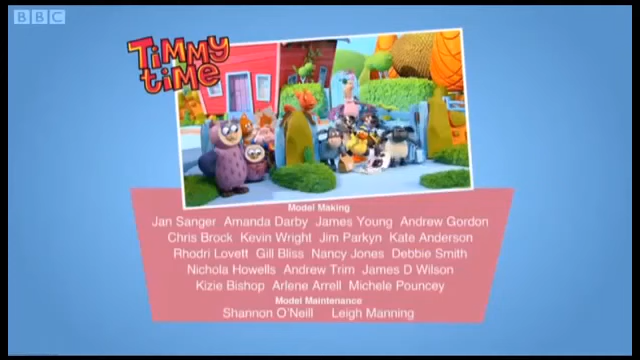 BBC
TiMMY
tiME
Model Making
Jan Sanger Amanda Darby James Young Andrew Gordon
Chris Brock Kevin Wright Jim Parkyn Kate Anderson
Rhodri Lovett Gill Bliss Nancy Jones Debbie Smith
Nichola Howells Andrew Trim James D Wilson
Kizie Bishop Arlene Arrell Michele Pouncey
Model Maintenance
Shannon O'Neill Leigh Manning